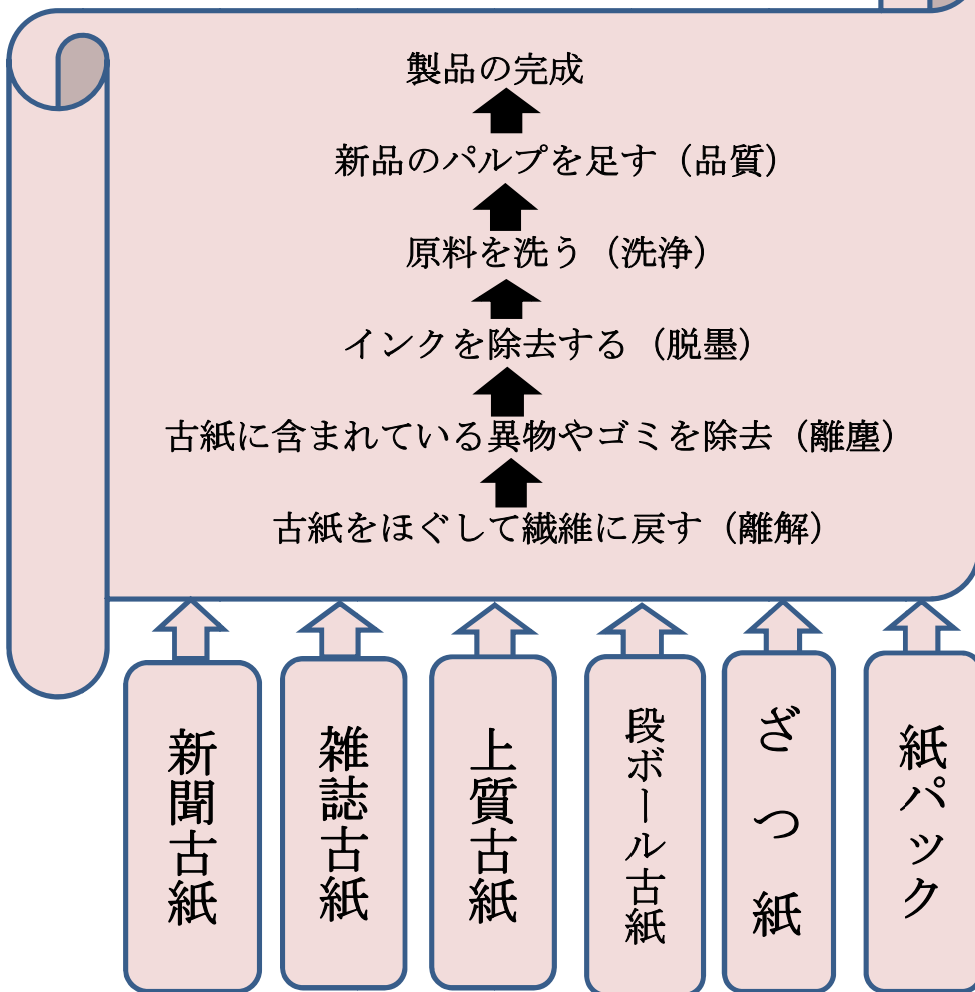 製品の完成
新品のパルプを足す（品質）
原料を洗う（洗浄）
インクを除去する（脱墨）
古紙に含まれている異物やゴミを除去（離塵）
古紙をほぐして繊維に戻す（離解）
新聞古紙
雑誌古紙
上質古紙
段ボール古紙
ざつ紙
紙パック